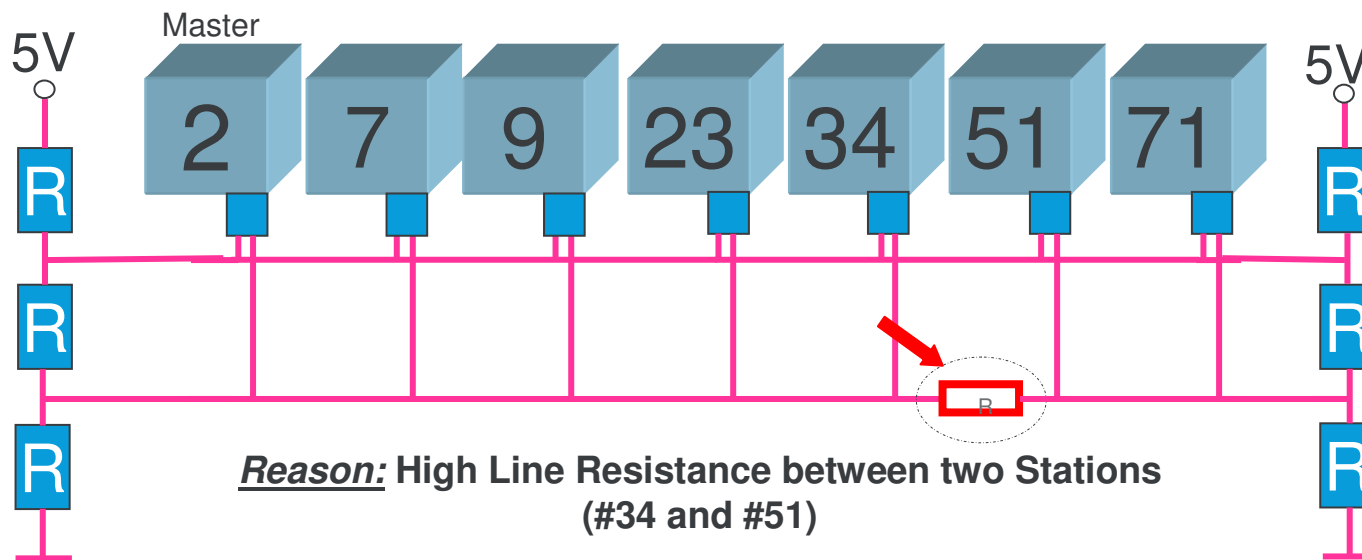 Master
5V
5V
2
7
9
23
34
51
71
R
R
R
R
R
R
R
Reason: High Line Resistance between two Stations
(#34 and #51)